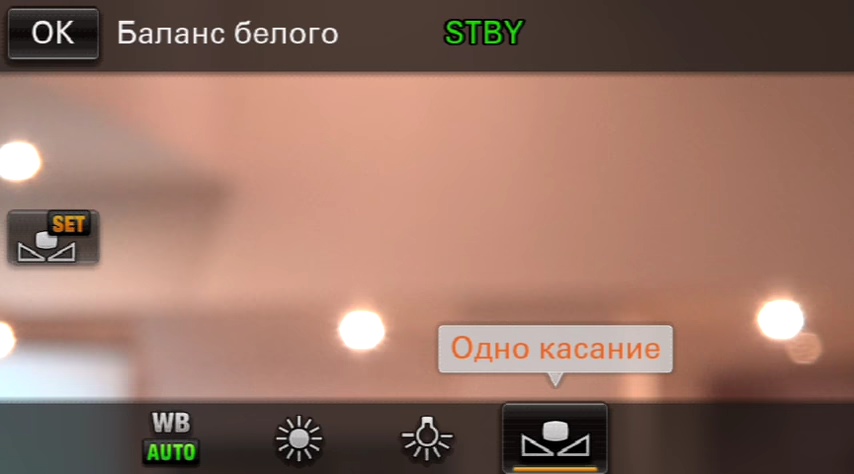 OK Баланс белого STBY
SET
Одно касание
WB
AUTO